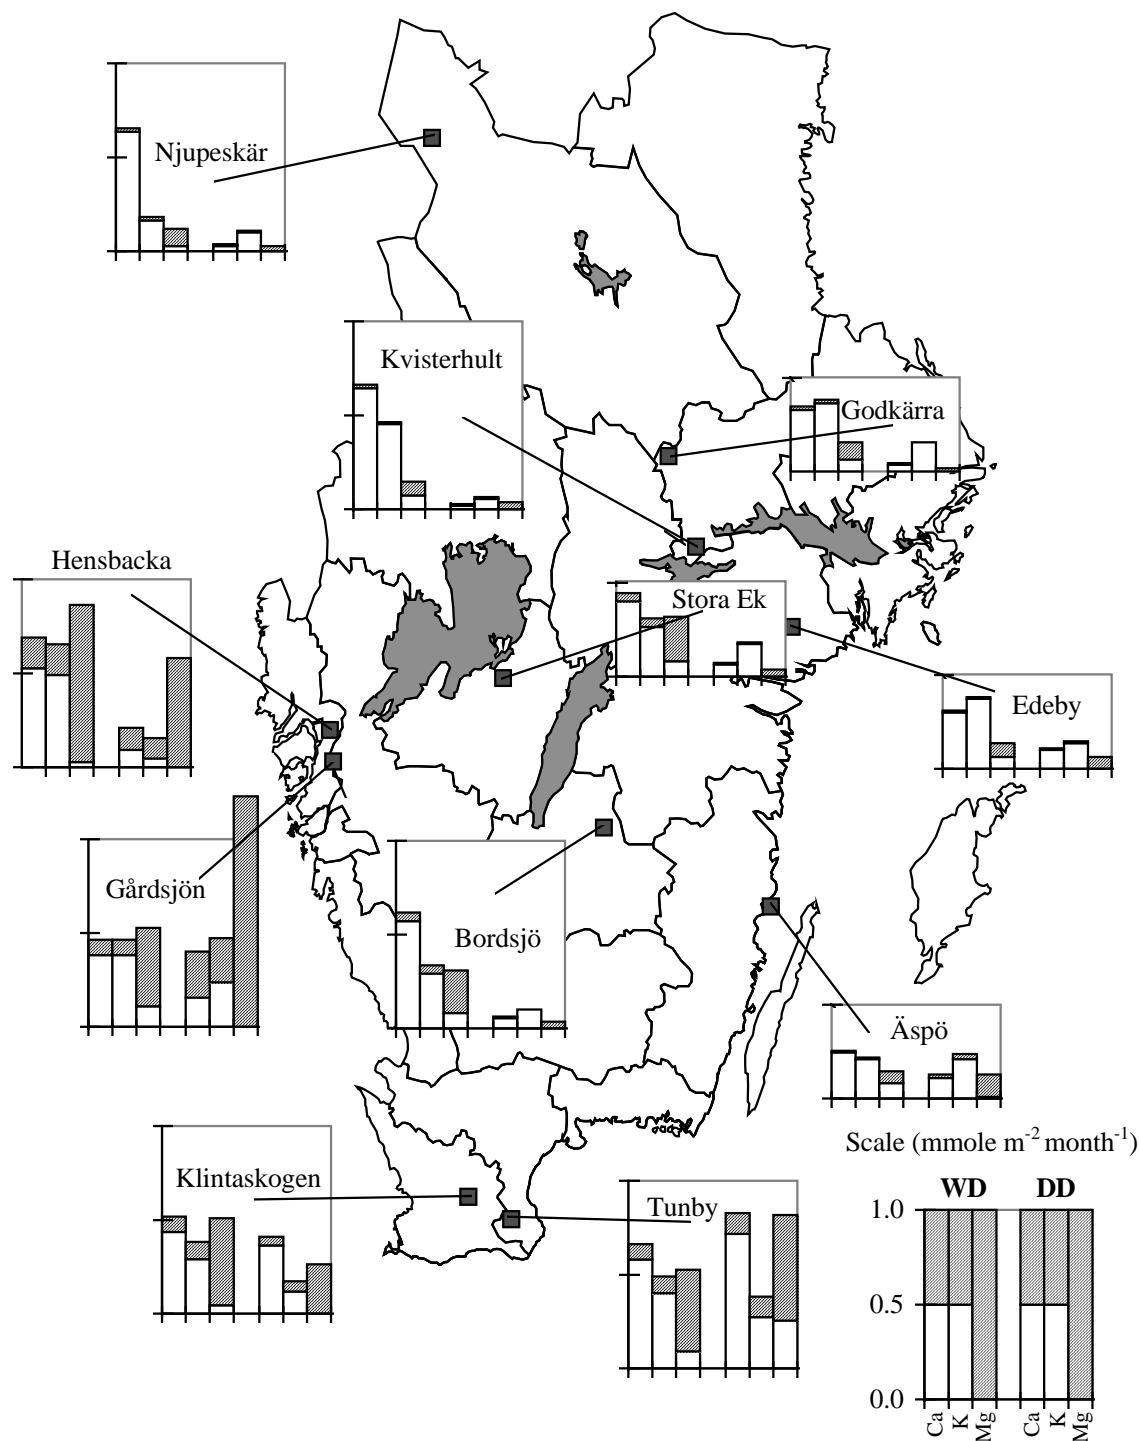 Njupeskär
Kvisterhult
Godkärra
Hensbacka
Stora Ek
Edeby
Gårdsjön
Bordsjö
Äspö
Klintaskogen
Tunby
Scale (mmole m⁻² month⁻¹)
WD DD
1.0
0.5
0.0
Ca K Mg Ca K Mg